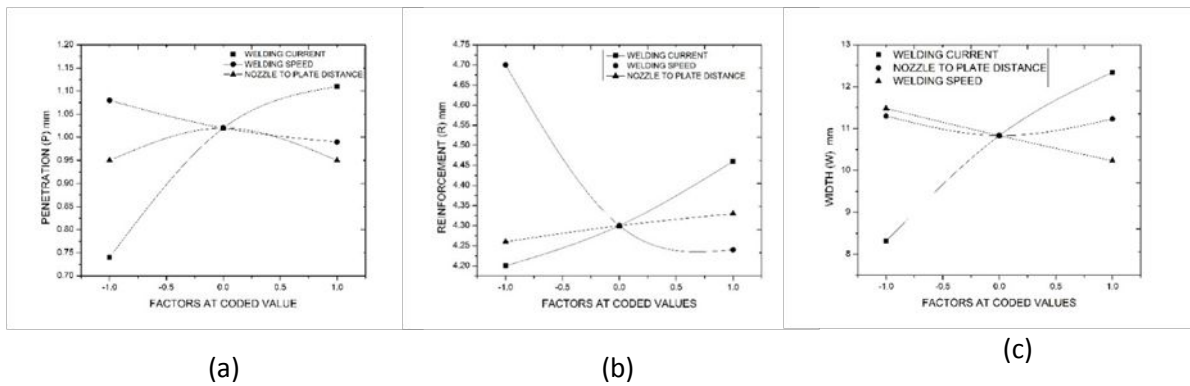 1.20
1.15
1.10
1.05
1.00
0.95
0.90
0.85
0.80
0.75
0.70
PENETRATION (P) mm
WELDING CURRENT
WELDING SPEED
NOZZLE TO PLATE DISTANCE
-1.0 -0.5 0.0 0.5 1.0
FACTORS AT CODED VALUE
(a)
4.75
4.70
4.65
4.60
4.55
4.50
4.45
4.40
4.35
4.30
4.25
4.20
REINFORCEMENT (R) mm
WELDING CURRENT
WELDING SPEED
NOZZLE TO PLATE DISTANCE
-1.0 -0.5 0.0 0.5 1.0
FACTORS AT CODED VALUES
(b)
13
12
11
10
9
8
WIDTH (W) mm
WELDING CURRENT
NOZZLE TO PLATE DISTANCE
WELDING SPEED
-1.0 -0.5 0.0 0.5 1.0
FACTORS AT CODED VALUES
(c)